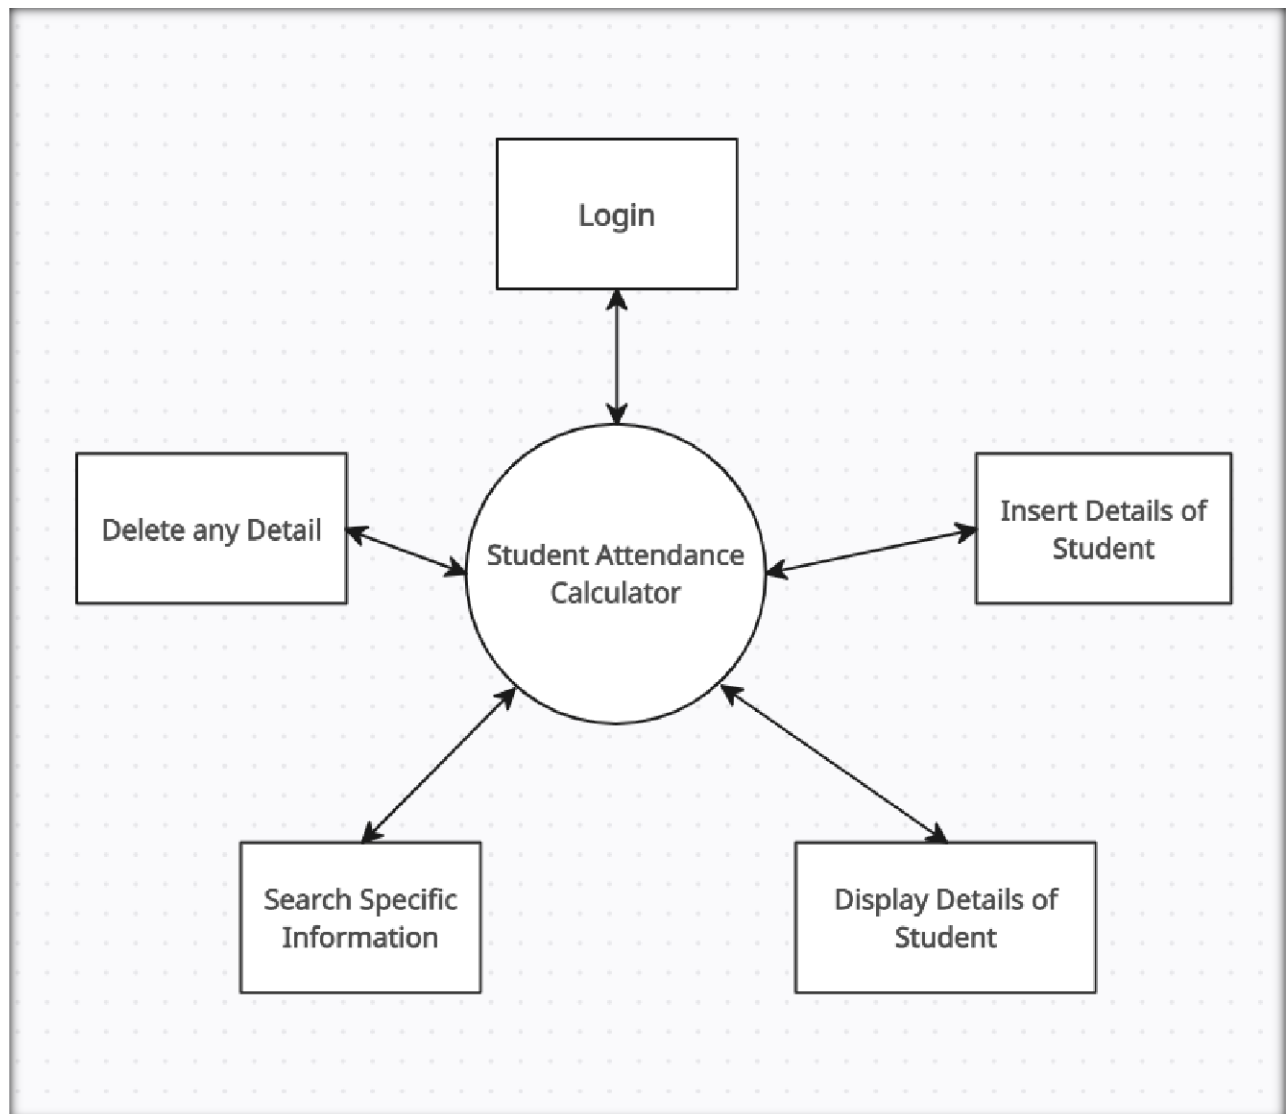 Login
Delete any Detail
Student Attendance
Calculator
Insert Details of
Student
Search Specific
Information
Display Details of
Student